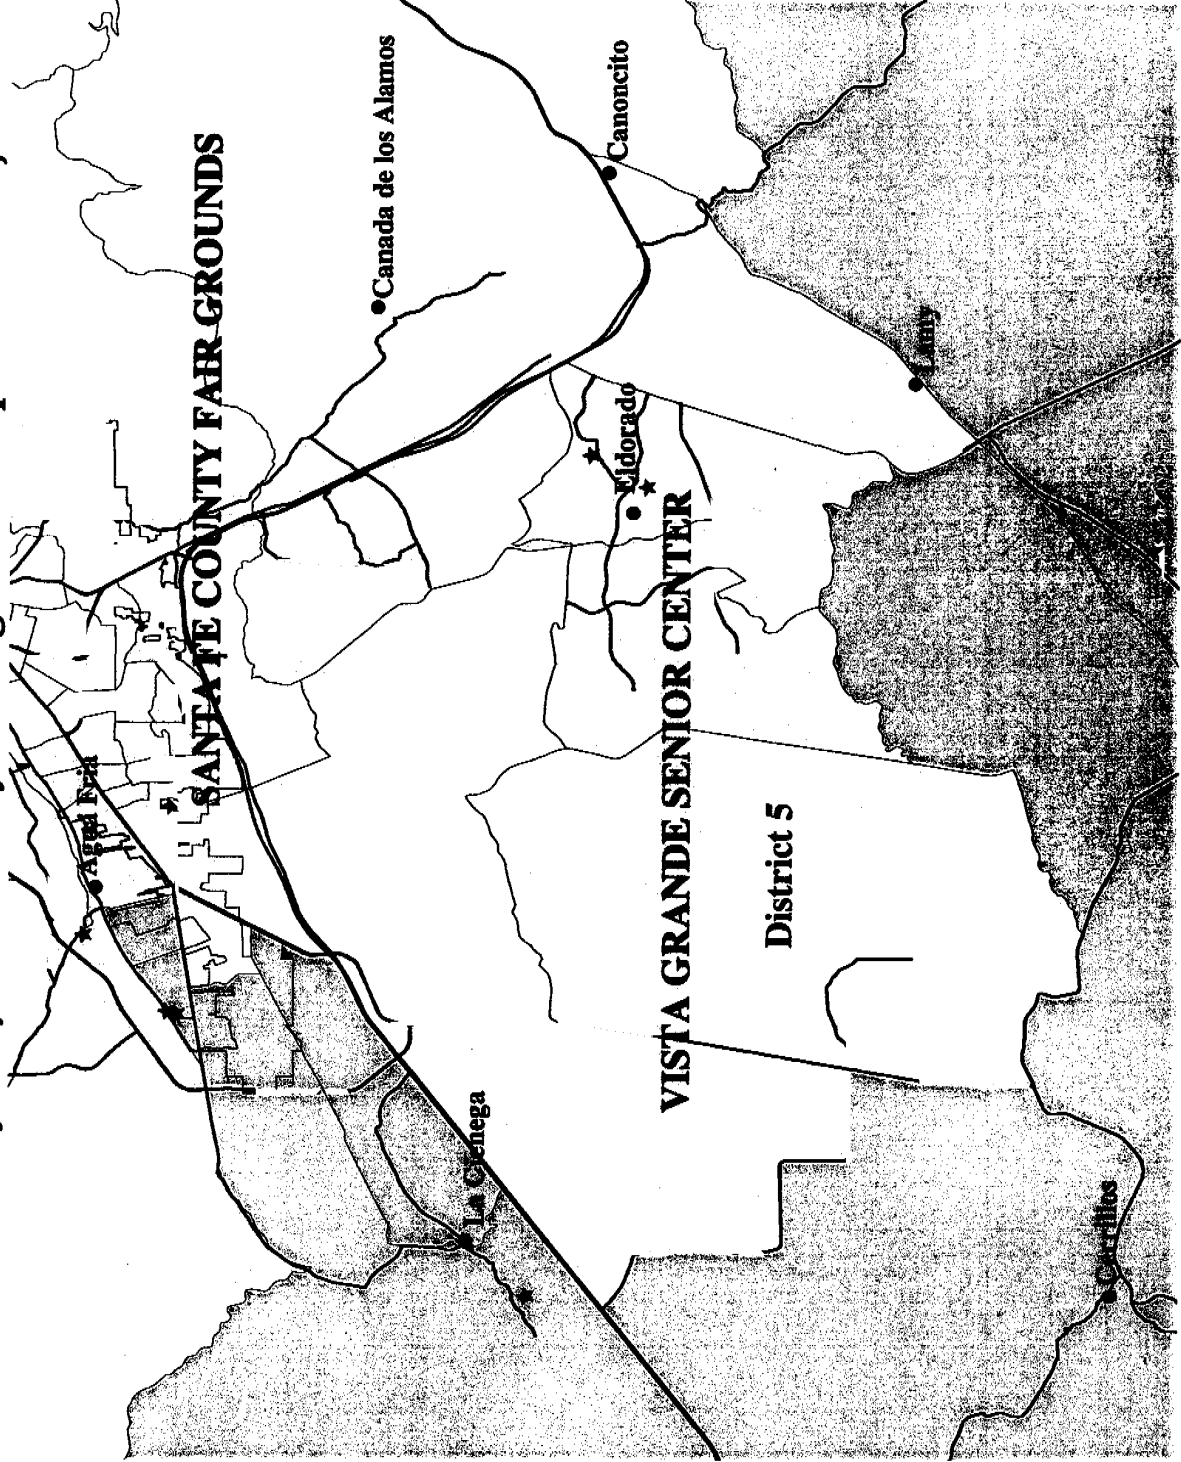 SANTA FE COUNTY FAIR GROUNDS
Canada de los Alamos
Canoncito
Agua Fria
Eldorado
Lamy
VISTA GRANDE SENIOR CENTER
District 5
La Cienega
Cerrillos